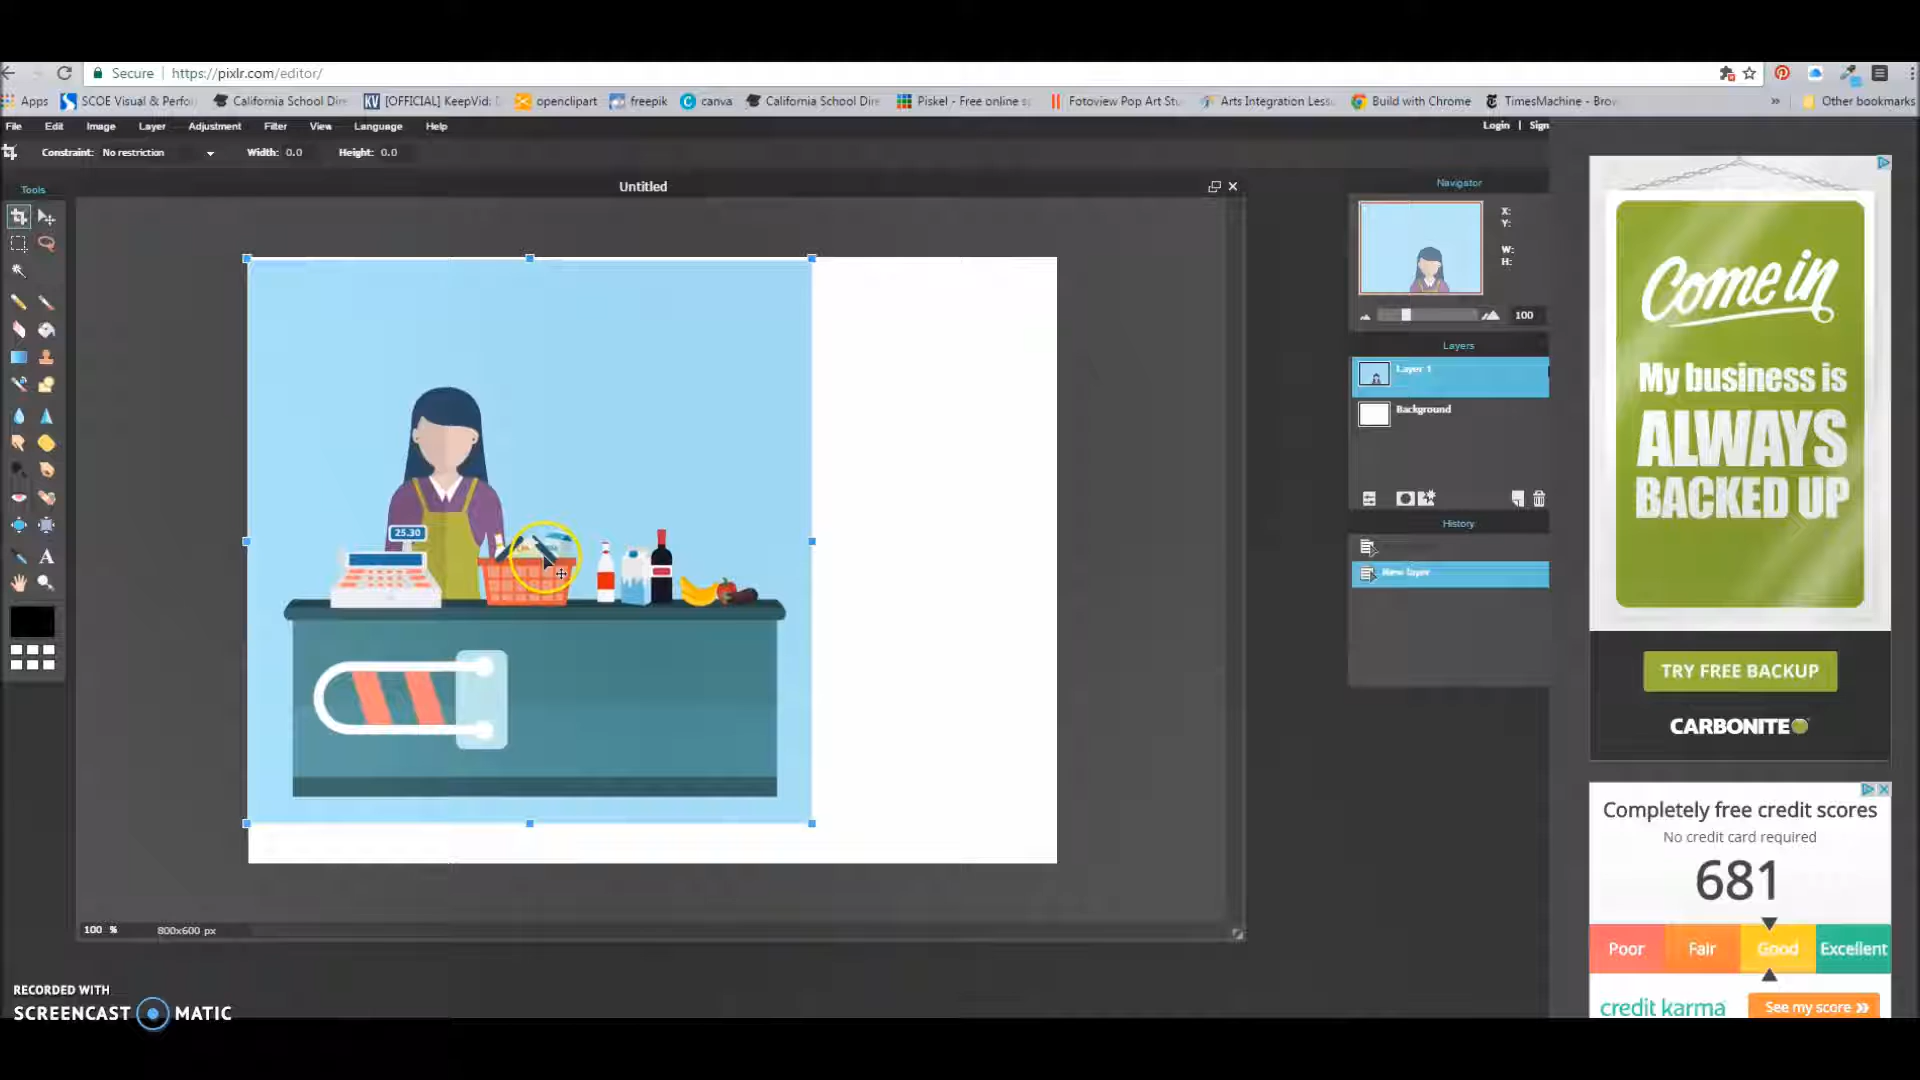 Secure | https://pixlr.com/editor/
Apps SCOE Visual & Perfo California School Dire [OFFICIAL] KeepVid: openclipart freepik canva California School Dire Piskel - Free online s Fotoview Pop Art Stu Arts Integration Less Build with Chrome TimesMachine - Brow » Other bookmarks
File Edit Image Layer Adjustment Filter View Language Help
Login | Sign
Constraint: No restriction Width: 0.0 Height: 0.0
Tools
Untitled
Navigator
X:
Y:
W:
H:
100
Layers
Layer 1
Background
History
New layer
25.30
100 % 800x600 px
Come in
My business is
ALWAYS
BACKED UP
TRY FREE BACKUP
CARBONITE
Completely free credit scores
No credit card required
681
Poor Fair Good Excellent
credit karma See my score »
RECORDED WITH
SCREENCAST MATIC